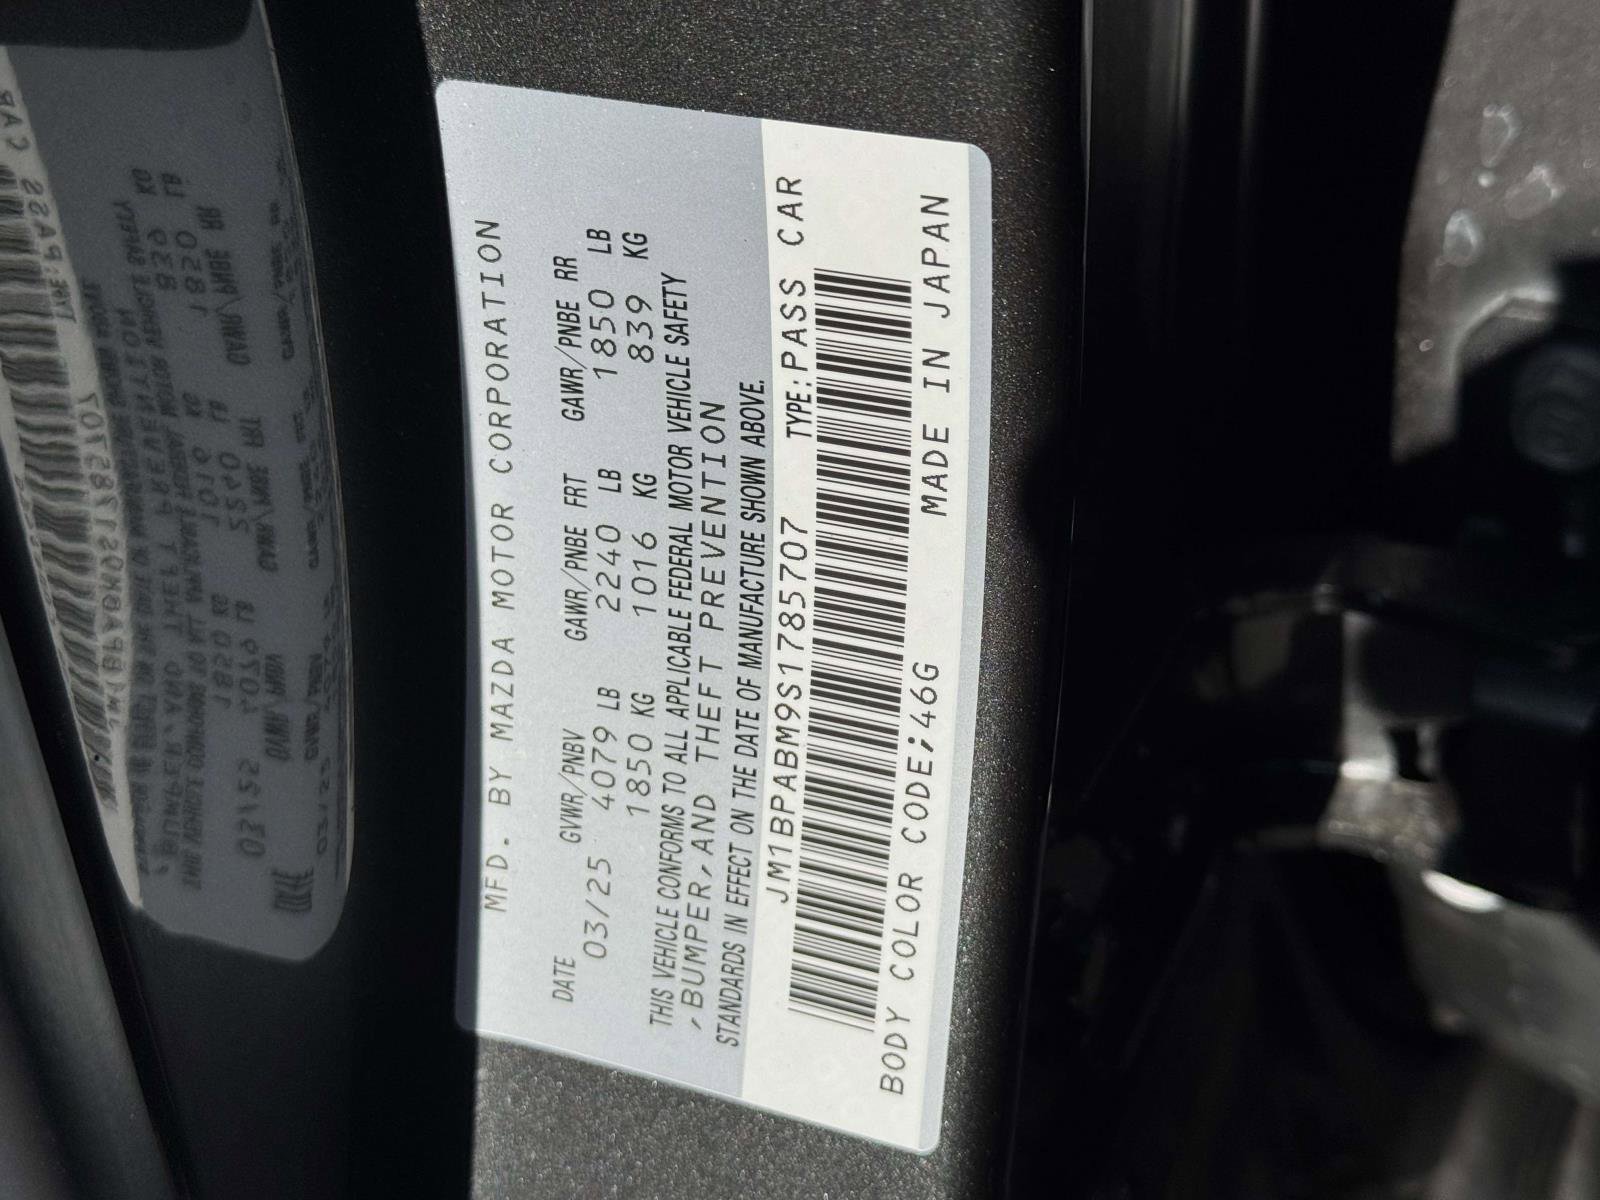 MFD. BY MAZDA MOTOR CORPORATION
DATE GVWR/PNBV GAWR/PNBE FRT GAWR/PNBE RR
03/25 4079 LB 2240 LB 1850 LB
1850 KG 1016 KG 839 KG
THIS VEHICLE CONFORMS TO ALL APPLICABLE FEDERAL MOTOR VEHICLE SAFETY
,BUMPER,AND THEFT PREVENTION
STANDARDS IN EFFECT ON THE DATE OF MANUFACTURE SHOWN ABOVE.
JM1BPABM9S1785707 TYPE:PASS CAR
BODY COLOR CODE;46G MADE IN JAPAN